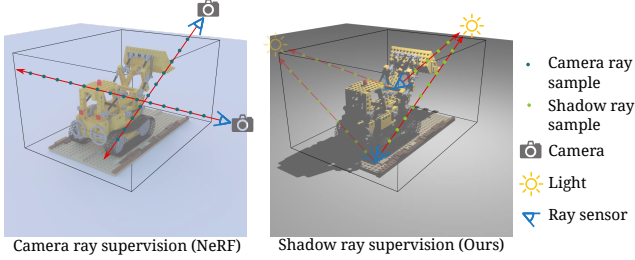 Camera ray
sample
Shadow ray
sample
Camera
Light
Ray sensor
Camera ray supervision (NeRF)
Shadow ray supervision (Ours)